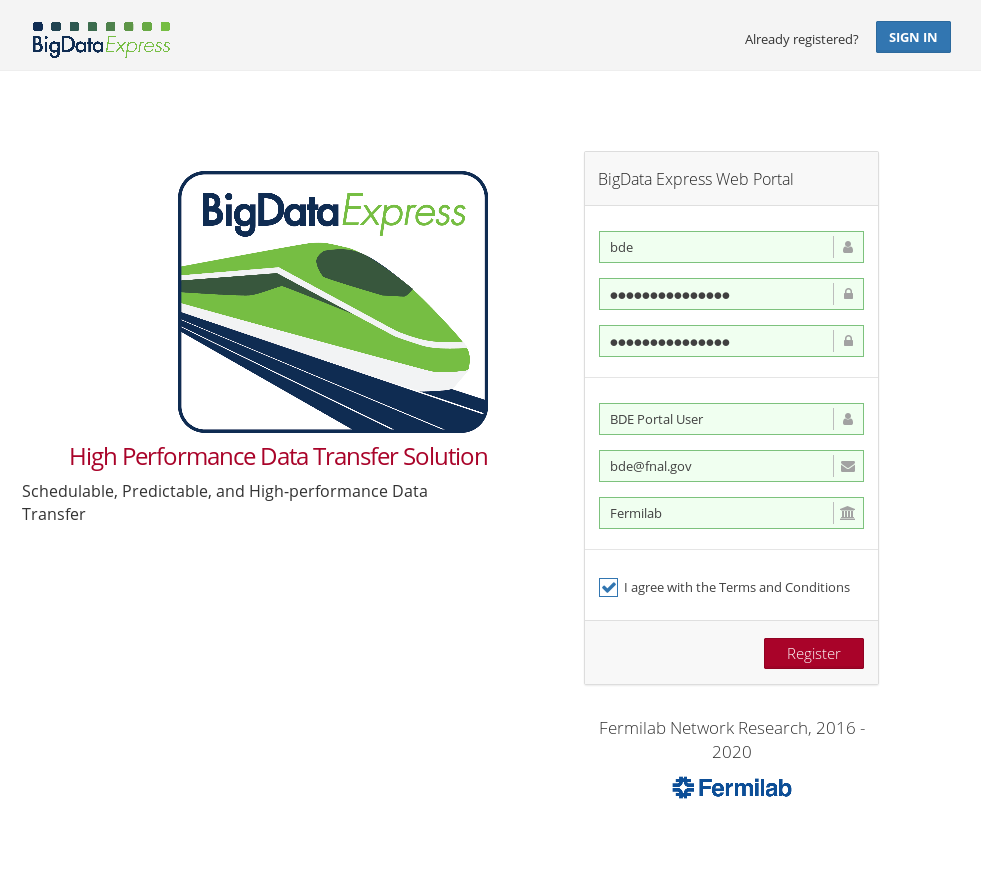 BigDataExpress
Already registered?
SIGN IN
BigDataExpress
High Performance Data Transfer Solution
Schedulable, Predictable, and High-performance Data
Transfer
BigData Express Web Portal
bde
●●●●●●●●●●●●●●●
●●●●●●●●●●●●●●●
BDE Portal User
bde@fnal.gov
Fermilab
I agree with the Terms and Conditions
Register
Fermilab Network Research, 2016 -
2020
Fermilab